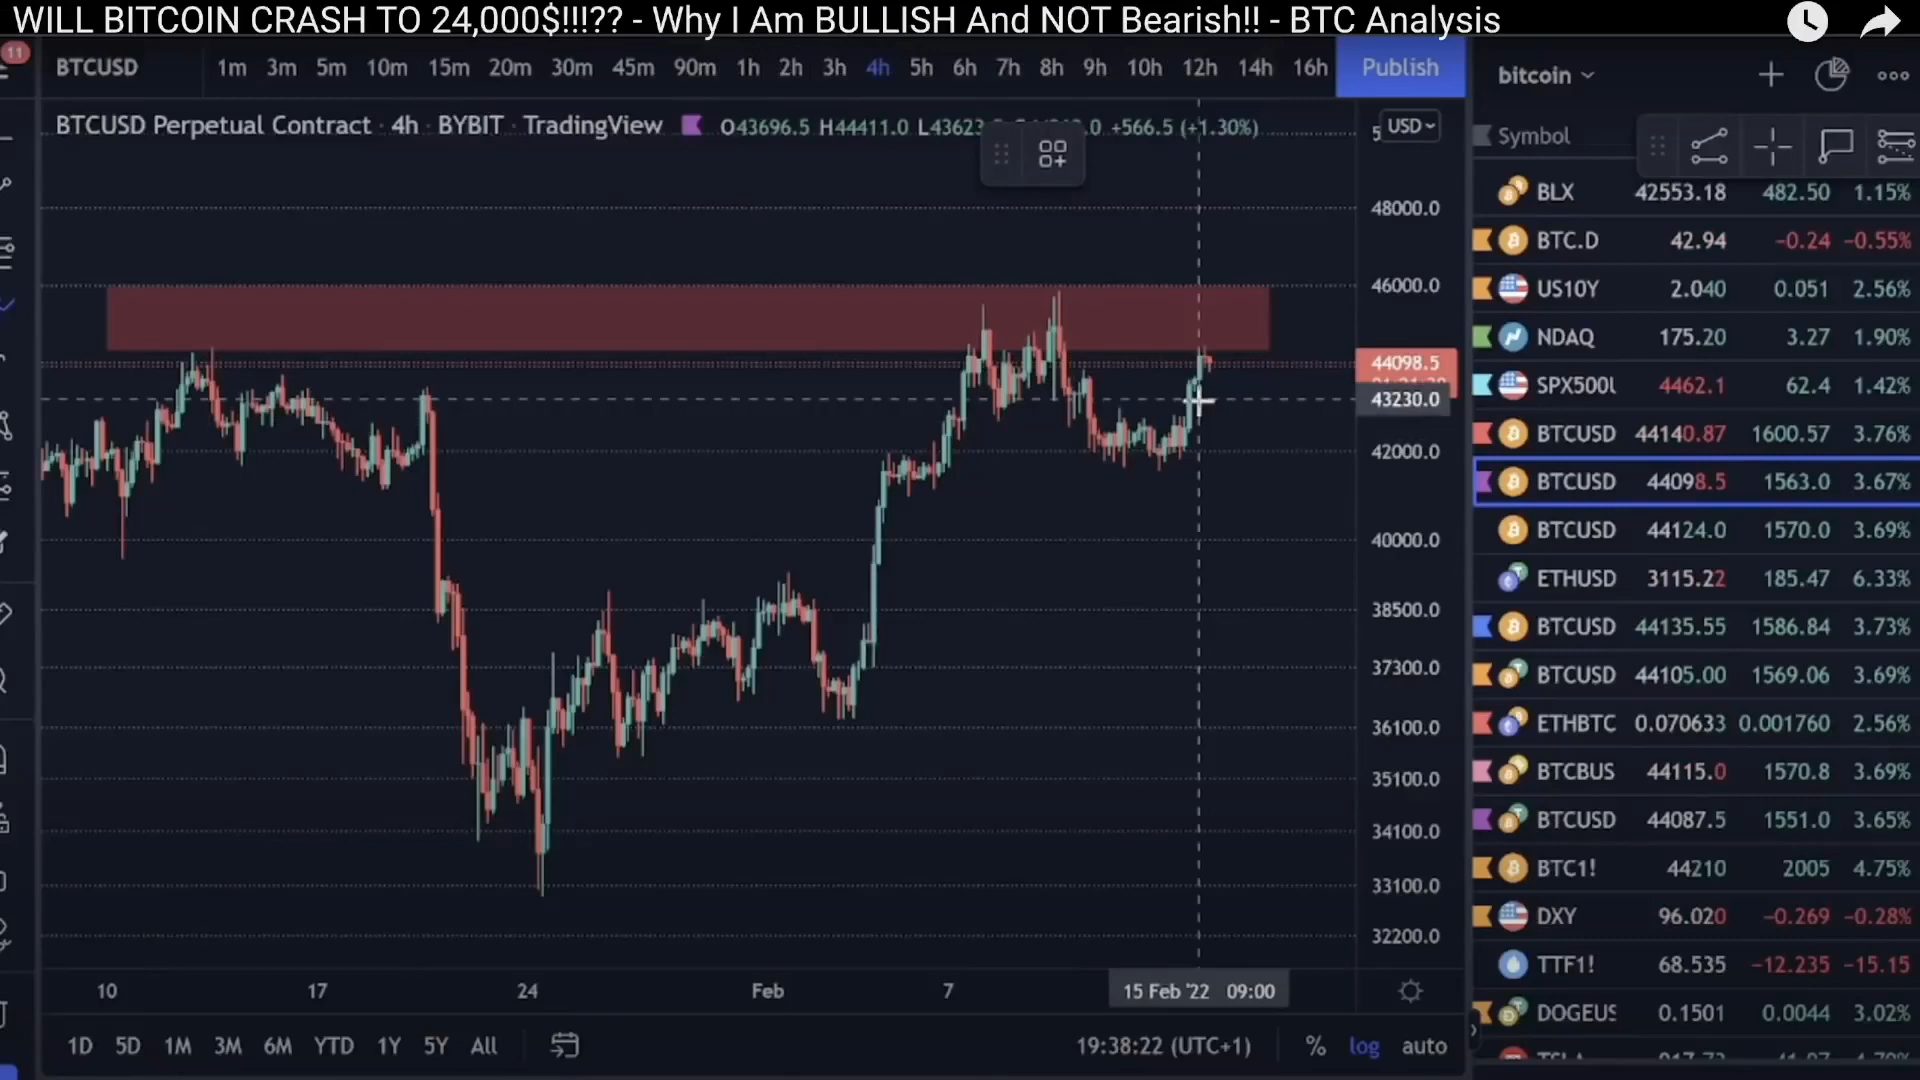 WILL BITCOIN CRASH TO 24,000$!!!?? - Why I Am BULLISH And NOT Bearish!! - BTC Analysis
11
BTCUSD 1m 3m 5m 10m 15m 20m 30m 45m 90m 1h 2h 3h 4h 5h 6h 7h 8h 9h 10h 12h 14h 16h Publish
bitcoin
BTCUSD Perpetual Contract · 4h · BYBIT · TradingView O43696.5 H44411.0 +566.5 (+1.30%)
USD
Symbol
48000.0
46000.0
44098.5
43230.0
42000.0
40000.0
38500.0
37300.0
36100.0
35100.0
34100.0
33100.0
32200.0
BLX 42553.18 482.50 1.15%
BTC.D 42.94 −0.24 −0.55%
US10Y 2.040 0.051 2.56%
NDAQ 175.20 3.27 1.90%
SPX500 4462.1 62.4 1.42%
BTCUSD 44140.87 1600.57 3.76%
BTCUSD 44098.5 1563.0 3.67%
BTCUSD 44124.0 1570.0 3.69%
ETHUSD 3115.22 185.47 6.33%
BTCUSD 44135.55 1586.84 3.73%
BTCUSD 44105.00 1569.06 3.69%
ETHBTC 0.070633 0.001760 2.56%
BTCBUS 44115.0 1570.8 3.69%
BTCUSD 44087.5 1551.0 3.65%
BTC1! 44210 2005 4.75%
DXY 96.020 −0.269 −0.28%
TTF1! 68.535 −12.235 −15.15
DOGEUS 0.1501 0.0044 3.02%
10 17 24 Feb 7 15 Feb '22 09:00
1D 5D 1M 3M 6M YTD 1Y 5Y All 19:38:22 (UTC+1) % log auto